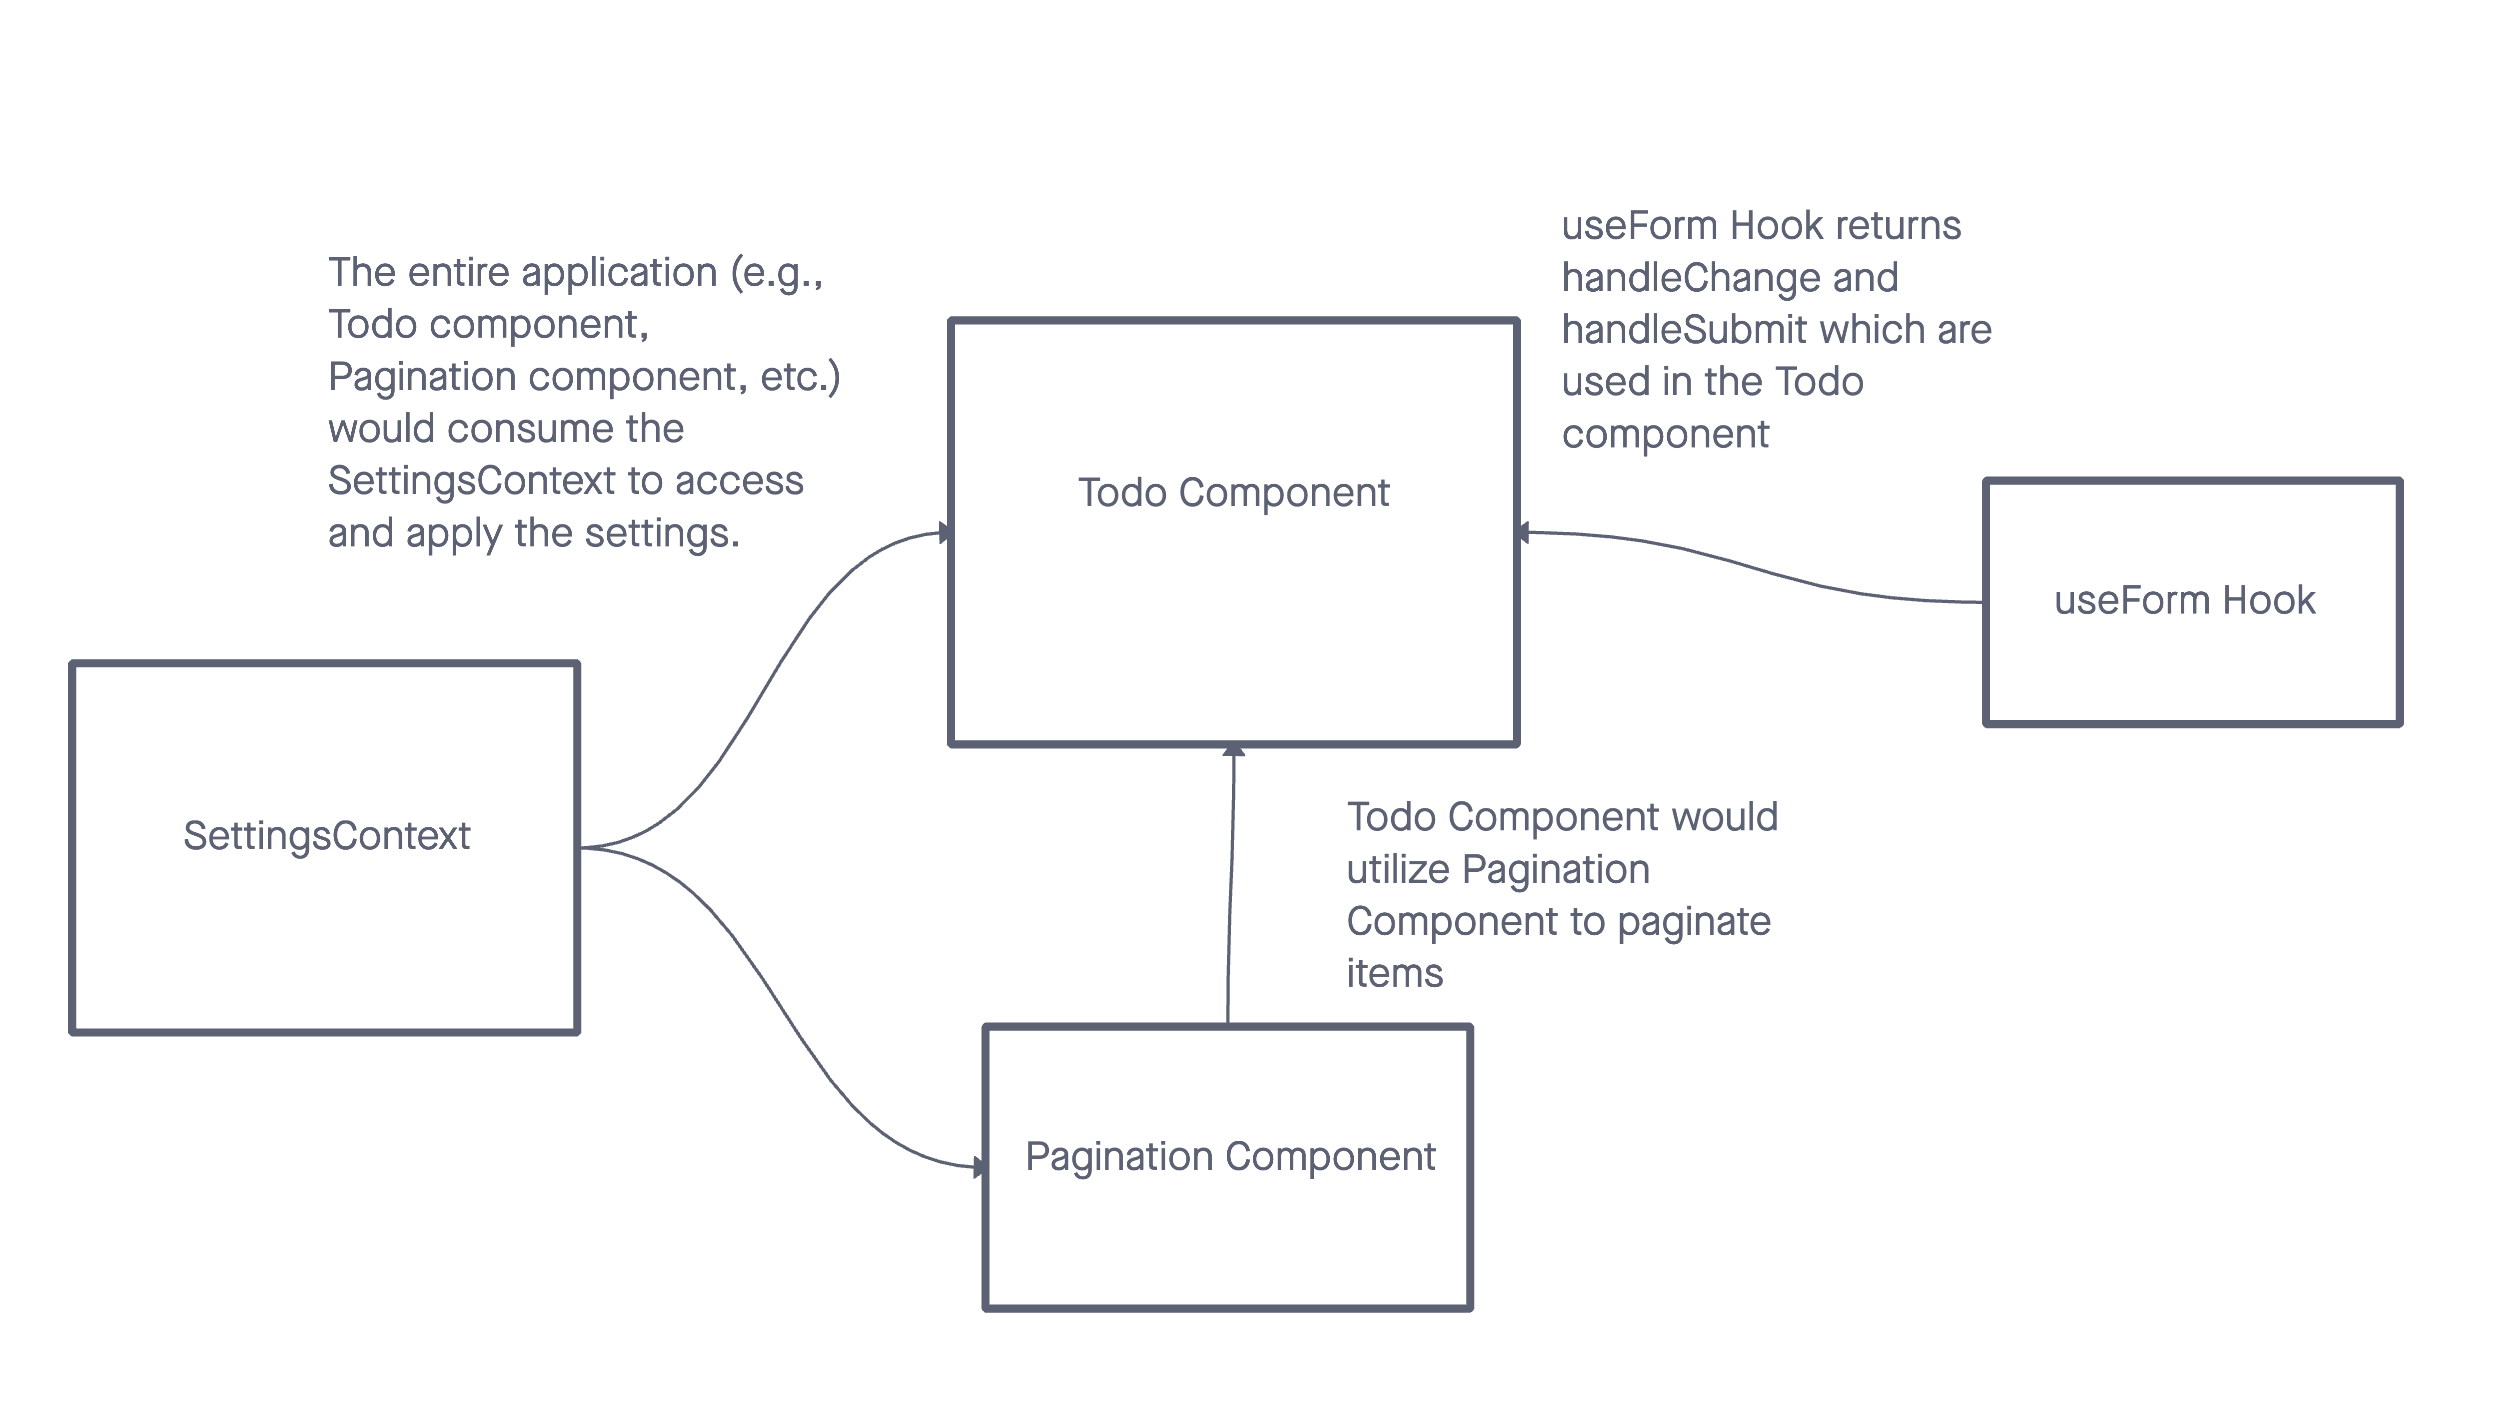 The entire application (e.g.,
Todo component,
Pagination component, etc.)
would consume the
SettingsContext to access
and apply the settings.
useForm Hook returns
handleChange and
handleSubmit which are
used in the Todo
component
Todo Component
useForm Hook
SettingsContext
Todo Component would
utilize Pagination
Component to paginate
items
Pagination Component